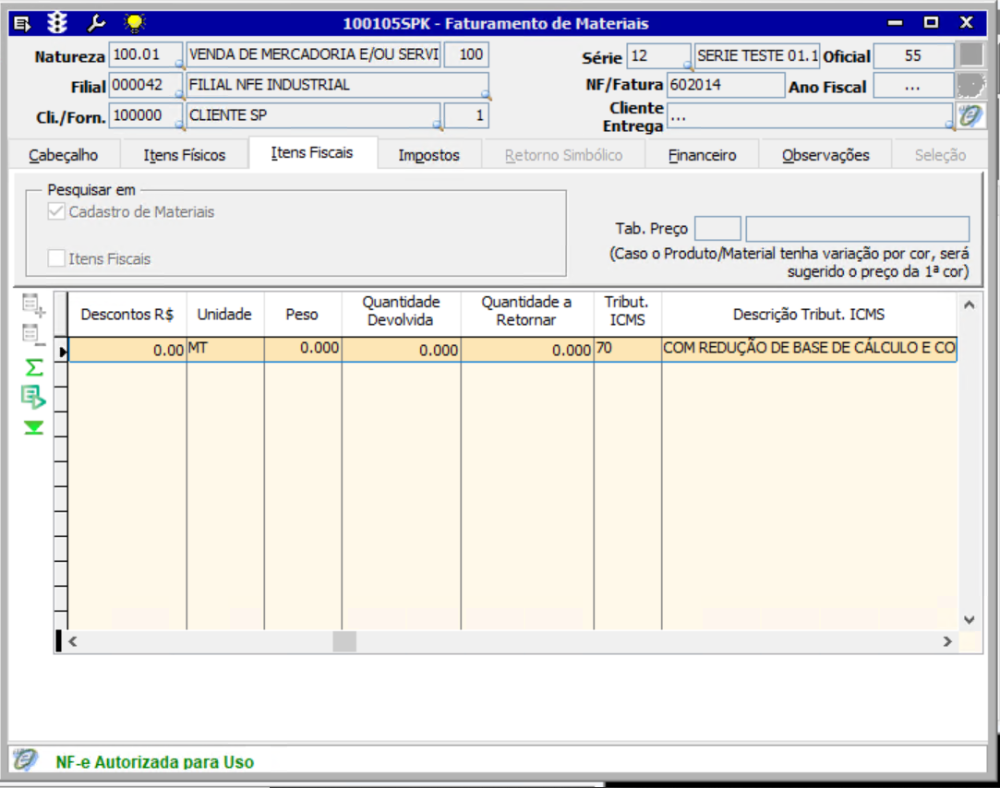 100105SPK - Faturamento de Materiais
Natureza 100.01 VENDA DE MERCADORIA E/OU SERVI 100 Série 12 SERIE TESTE 01.1 Oficial 55
Filial 000042 FILIAL NFE INDUSTRIAL NF/Fatura 602014 Ano Fiscal ...
Cli./Forn. 100000 CLIENTE SP 1 Cliente Entrega ...
Cabeçalho Itens Físicos Itens Fiscais Impostos Retorno Simbólico Financeiro Observações Seleção
Pesquisar em
Cadastro de Materiais
Itens Fiscais
Tab. Preço
(Caso o Produto/Material tenha variação por cor, será
sugerido o preço da 1ª cor)
Descontos R$ Unidade Peso Quantidade Devolvida Quantidade a Retornar Tribut. ICMS Descrição Tribut. ICMS
0.00 MT 0.000 0.000 0.000 70 COM REDUÇÃO DE BASE DE CÁLCULO E CO
NF-e Autorizada para Uso